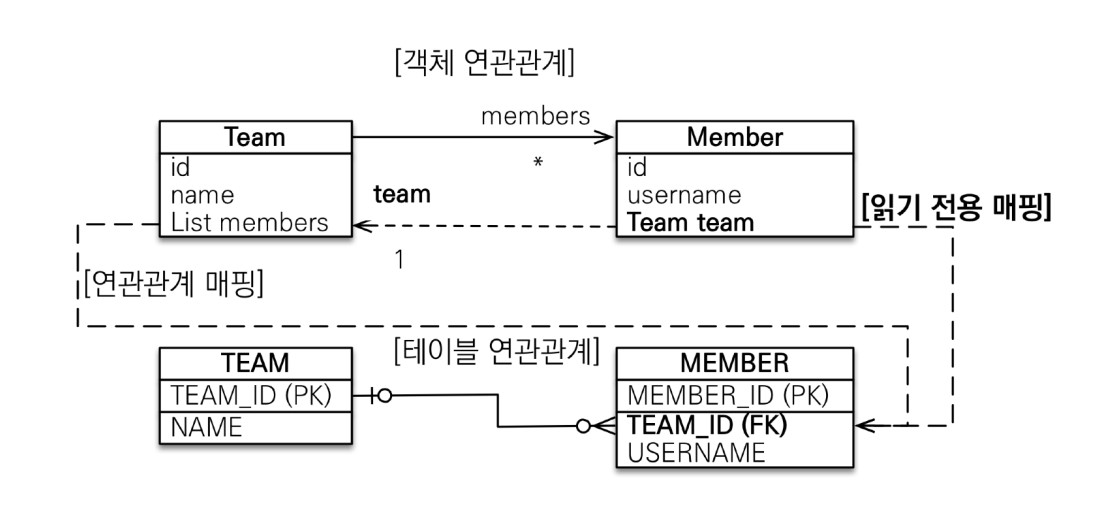 [객체 연관관계]
members
Team
id
name
List members
*
team
1
Member
id
username
Team team
[읽기 전용 매핑]
[연관관계 매핑]
[테이블 연관관계]
TEAM
TEAM_ID (PK)
NAME
MEMBER
MEMBER_ID (PK)
TEAM_ID (FK)
USERNAME